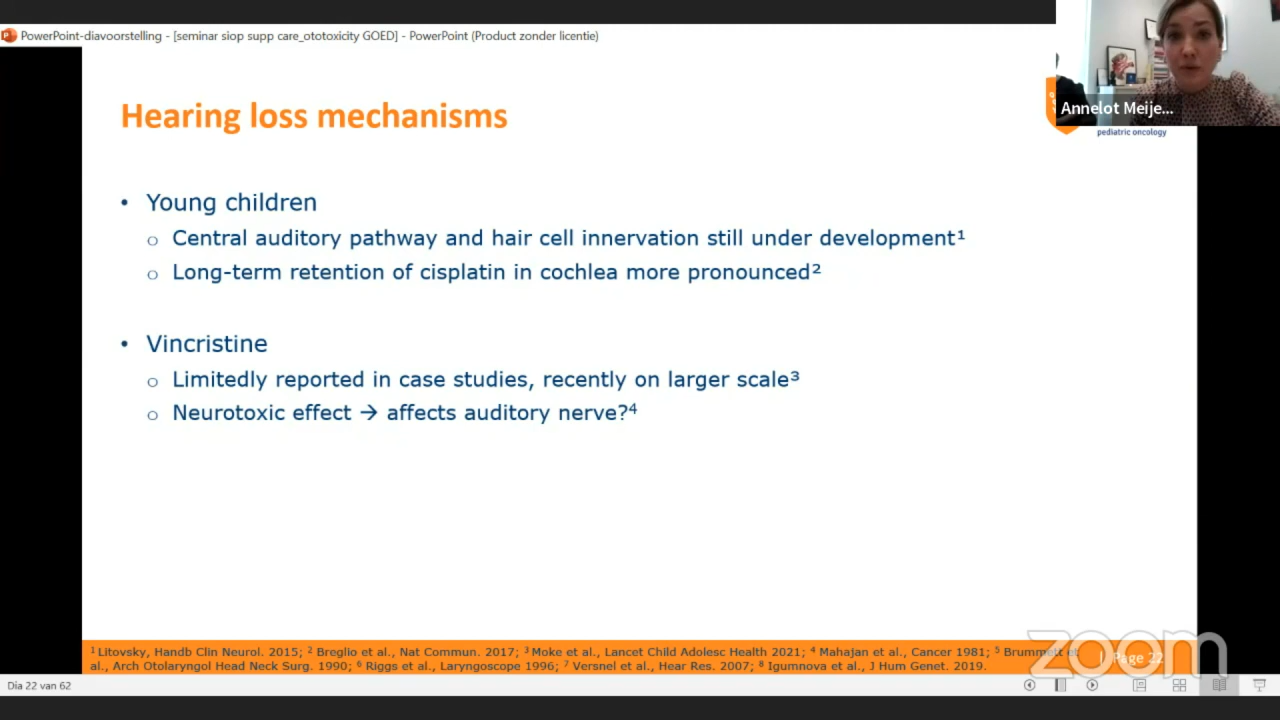 PowerPoint-diavoorstelling - [seminar siop supp care_ototoxicity GOED] - PowerPoint (Product zonder licentie)
Annelot Meije...
pediatric oncology
Hearing loss mechanisms
• Young children
o Central auditory pathway and hair cell innervation still under development¹
o Long-term retention of cisplatin in cochlea more pronounced²
• Vincristine
o Limitedly reported in case studies, recently on larger scale³
o Neurotoxic effect → affects auditory nerve?⁴
¹ Litovsky, Handb Clin Neurol. 2015; ² Breglio et al., Nat Commun. 2017; ³ Moke et al., Lancet Child Adolesc Health 2021; ⁴ Mahajan et al., Cancer 1981; ⁵ Brummett et
al., Arch Otolaryngol Head Neck Surg. 1990; ⁶ Riggs et al., Laryngoscope 1996; ⁷ Versnel et al., Hear Res. 2007; ⁸ Igumnova et al., J Hum Genet. 2019.
| Page 22
zoom
Dia 22 van 62